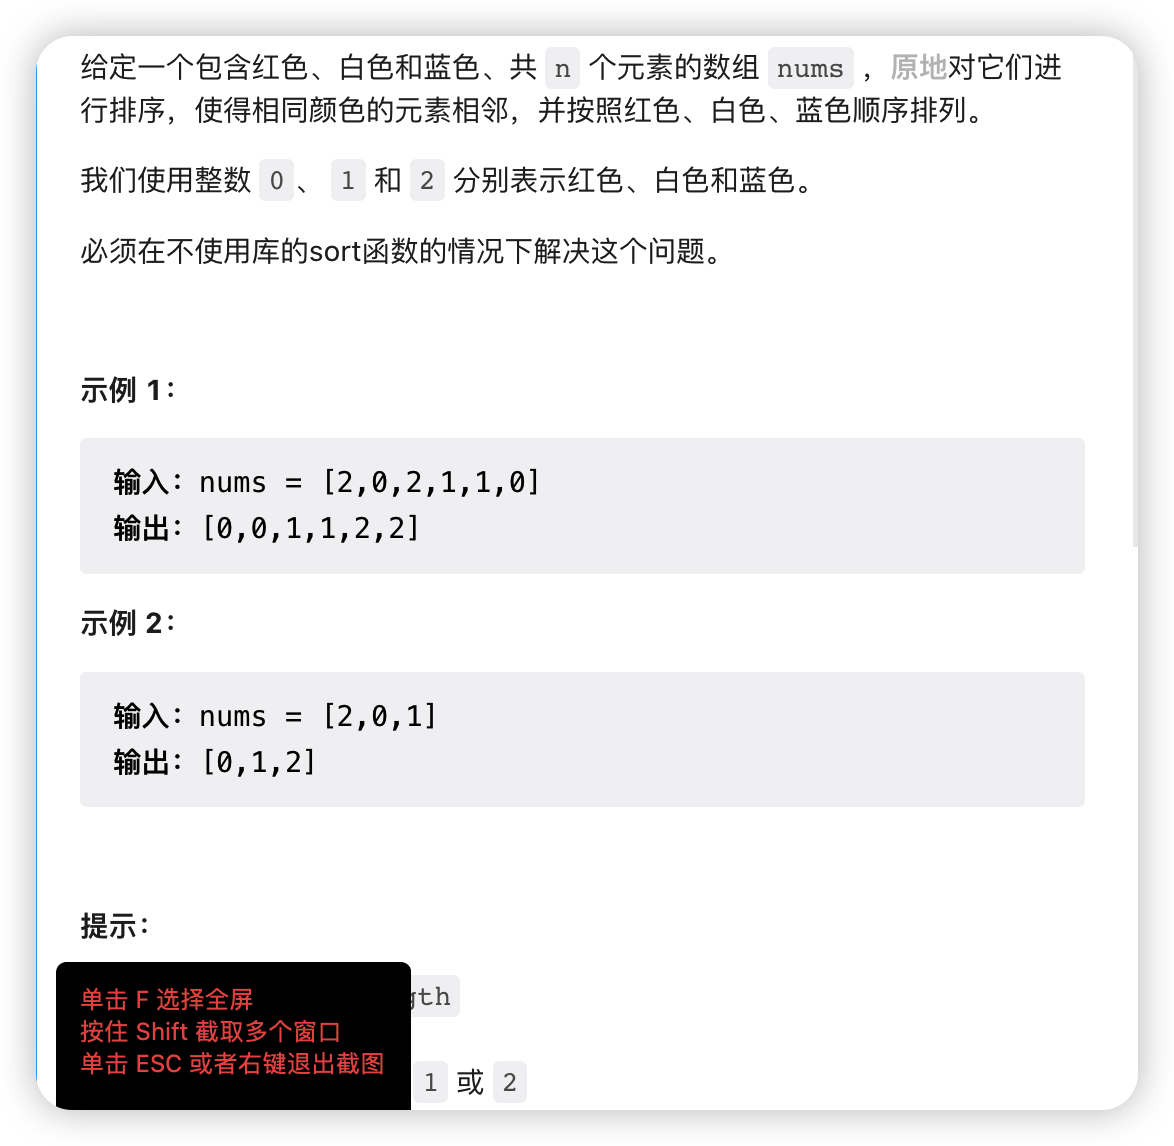 给定一个包含红色、白色和蓝色、共 n 个元素的数组 nums ，原地对它们进
行排序，使得相同颜色的元素相邻，并按照红色、白色、蓝色顺序排列。
我们使用整数 0 、 1 和 2 分别表示红色、白色和蓝色。
必须在不使用库的sort函数的情况下解决这个问题。
示例 1：
输入：nums = [2,0,2,1,1,0]
输出：[0,0,1,1,2,2]
示例 2：
输入：nums = [2,0,1]
输出：[0,1,2]
提示：
gth
单击 F 选择全屏
按住 Shift 截取多个窗口
单击 ESC 或者右键退出截图
1 或 2